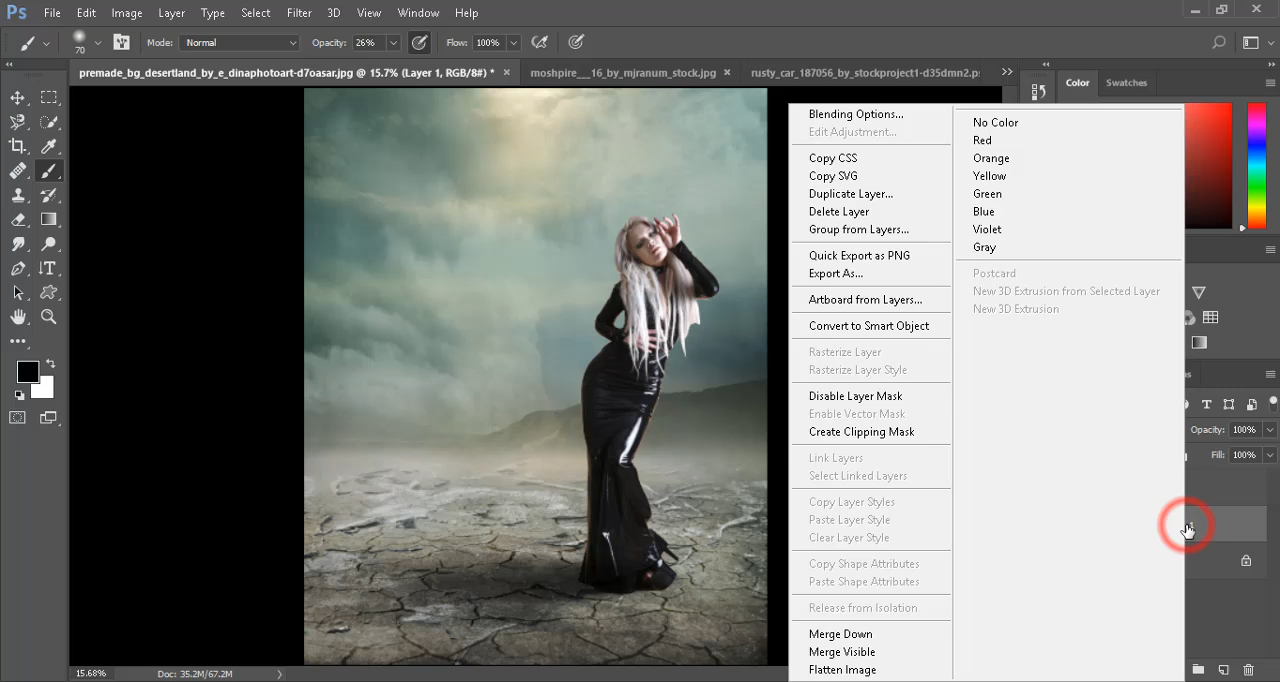 Ps File Edit Image Layer Type Select Filter 3D View Window Help
70 Mode: Normal Opacity: 26% Flow: 100%
premade_bg_desertland_by_e_dinaphotoart-d7oasar.jpg @ 15.7% (Layer 1, RGB/8#) * × moshpire___16_by_mjranum_stock.jpg × rusty_car_187056_by_stockproject1-d35dmn2.ps
Color Swatches
Blending Options...
Edit Adjustment...
Copy CSS
Copy SVG
Duplicate Layer...
Delete Layer
Group from Layers...
Quick Export as PNG
Export As...
Artboard from Layers...
Convert to Smart Object
Rasterize Layer
Rasterize Layer Style
Disable Layer Mask
Enable Vector Mask
Create Clipping Mask
Link Layers
Select Linked Layers
Copy Layer Styles
Paste Layer Style
Clear Layer Style
Copy Shape Attributes
Paste Shape Attributes
Release from Isolation
Merge Down
Merge Visible
Flatten Image
No Color
Red
Orange
Yellow
Green
Blue
Violet
Gray
Postcard
New 3D Extrusion from Selected Layer
New 3D Extrusion
Opacity: 100%
Fill: 100%
15.68% Doc: 35.2M/67.2M